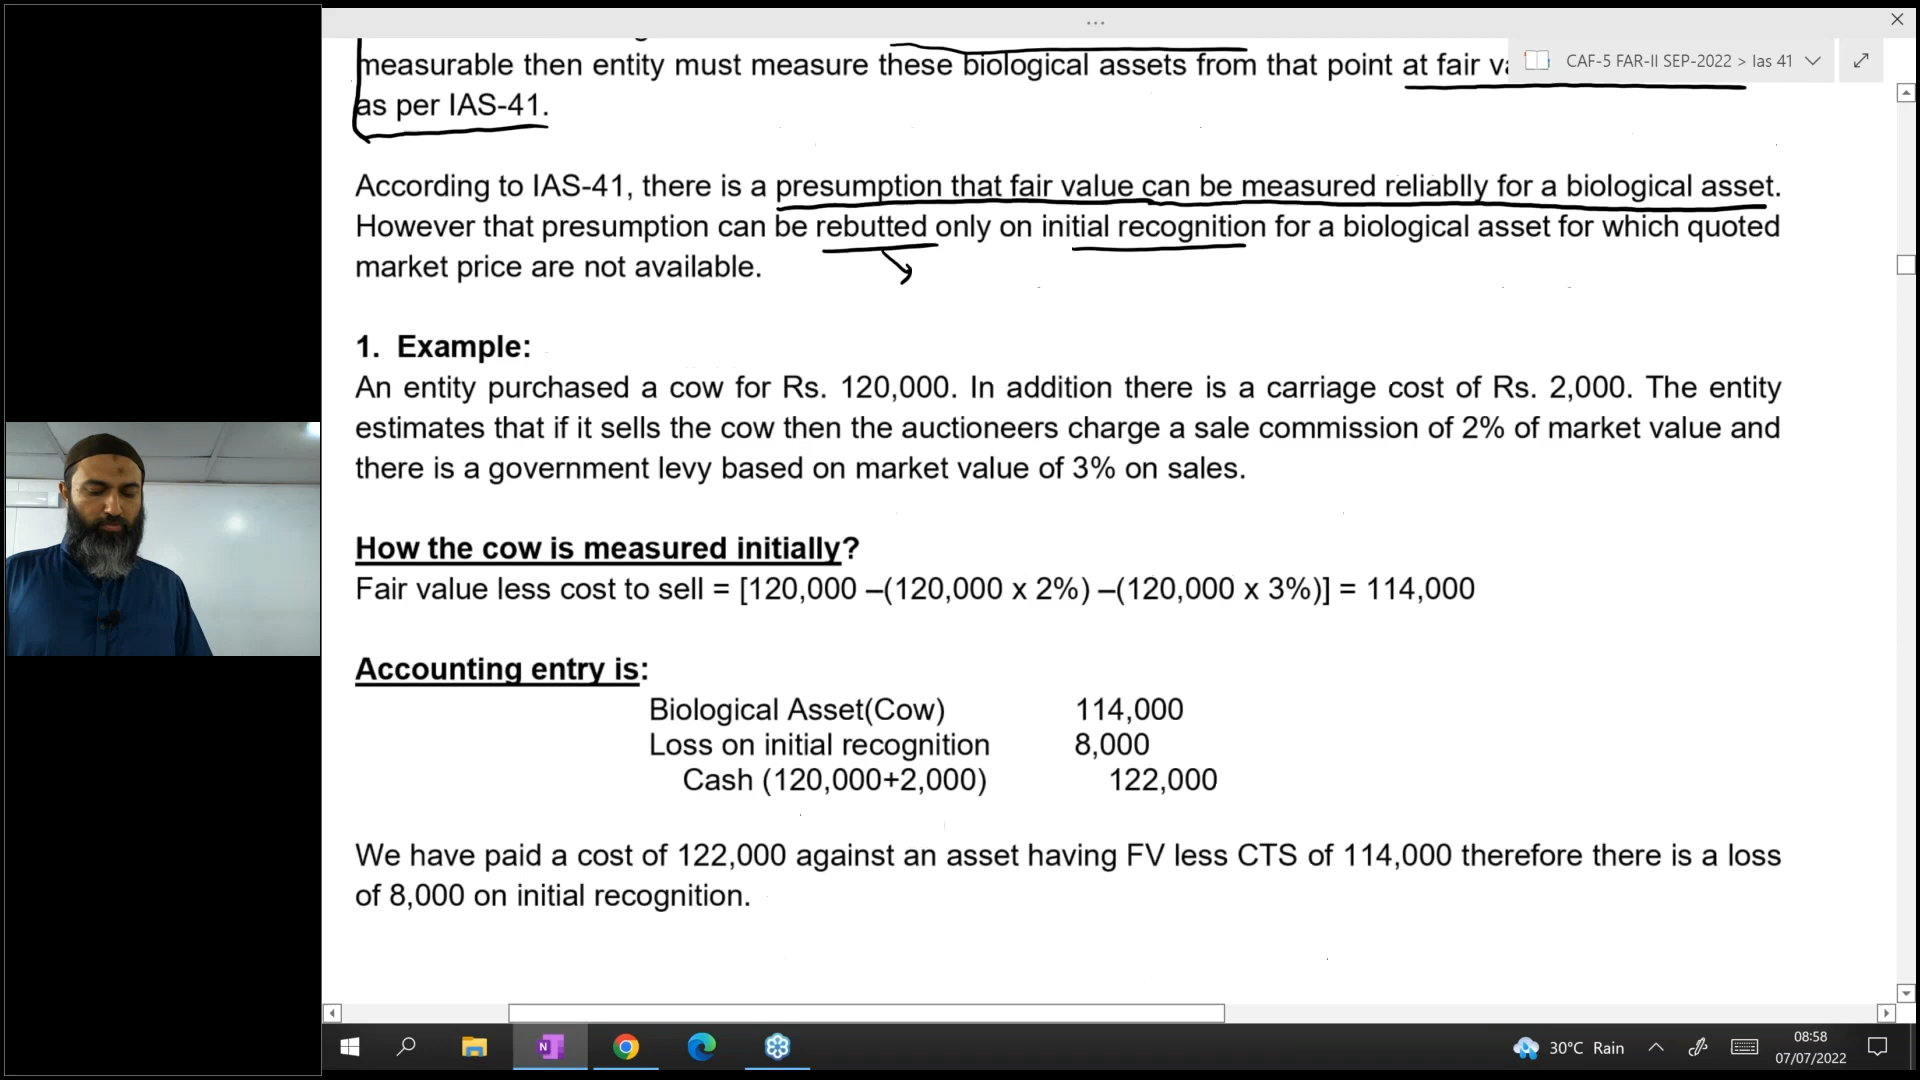 CAF-5 FAR-II SEP-2022 > Ias 41
measurable then entity must measure these biological assets from that point at fair
as per IAS-41.
According to IAS-41, there is a presumption that fair value can be measured reliablly for a biological asset.
However that presumption can be rebutted only on initial recognition for a biological asset for which quoted
market price are not available.
1. Example:
An entity purchased a cow for Rs. 120,000. In addition there is a carriage cost of Rs. 2,000. The entity
estimates that if it sells the cow then the auctioneers charge a sale commission of 2% of market value and
there is a government levy based on market value of 3% on sales.
How the cow is measured initially?
Fair value less cost to sell = [120,000 –(120,000 x 2%) –(120,000 x 3%)] = 114,000
Accounting entry is:
Biological Asset(Cow) 114,000
Loss on initial recognition 8,000
Cash (120,000+2,000) 122,000
We have paid a cost of 122,000 against an asset having FV less CTS of 114,000 therefore there is a loss
of 8,000 on initial recognition.
30°C Rain
08:58
07/07/2022